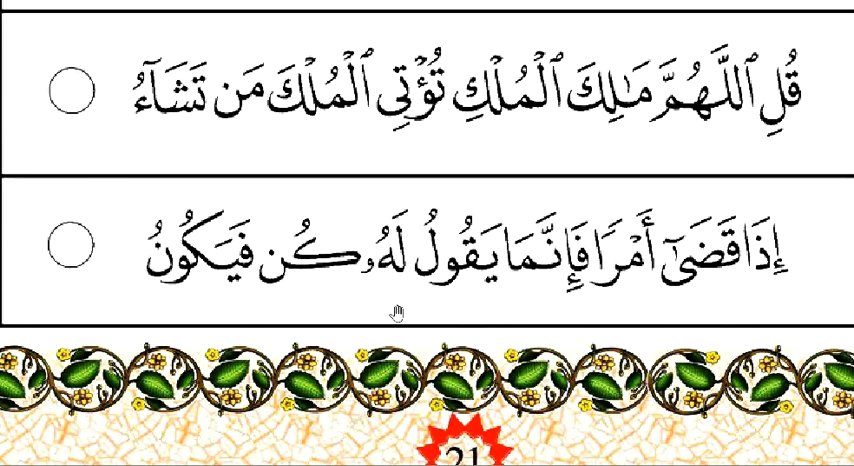 قُلِ ٱللَّهُمَّ مَـٰلِكَ ٱلْمُلْكِ تُؤْتِى ٱلْمُلْكَ مَن تَشَآءُ
إِذَا قَضَىٰٓ أَمْرًا فَإِنَّمَا يَقُولُ لَهُۥ كُن فَيَكُونُ
21